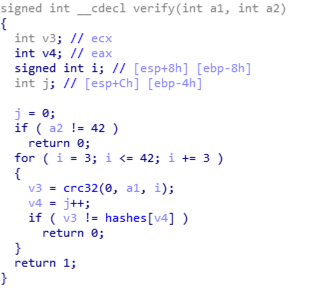 signed int __cdecl verify(int a1, int a2)
{
  int v3; // ecx
  int v4; // eax
  signed int i; // [esp+8h] [ebp-8h]
  int j; // [esp+Ch] [ebp-4h]

  j = 0;
  if ( a2 != 42 )
    return 0;
  for ( i = 3; i <= 42; i += 3 )
  {
    v3 = crc32(0, a1, i);
    v4 = j++;
    if ( v3 != hashes[v4] )
      return 0;
  }
  return 1;
}